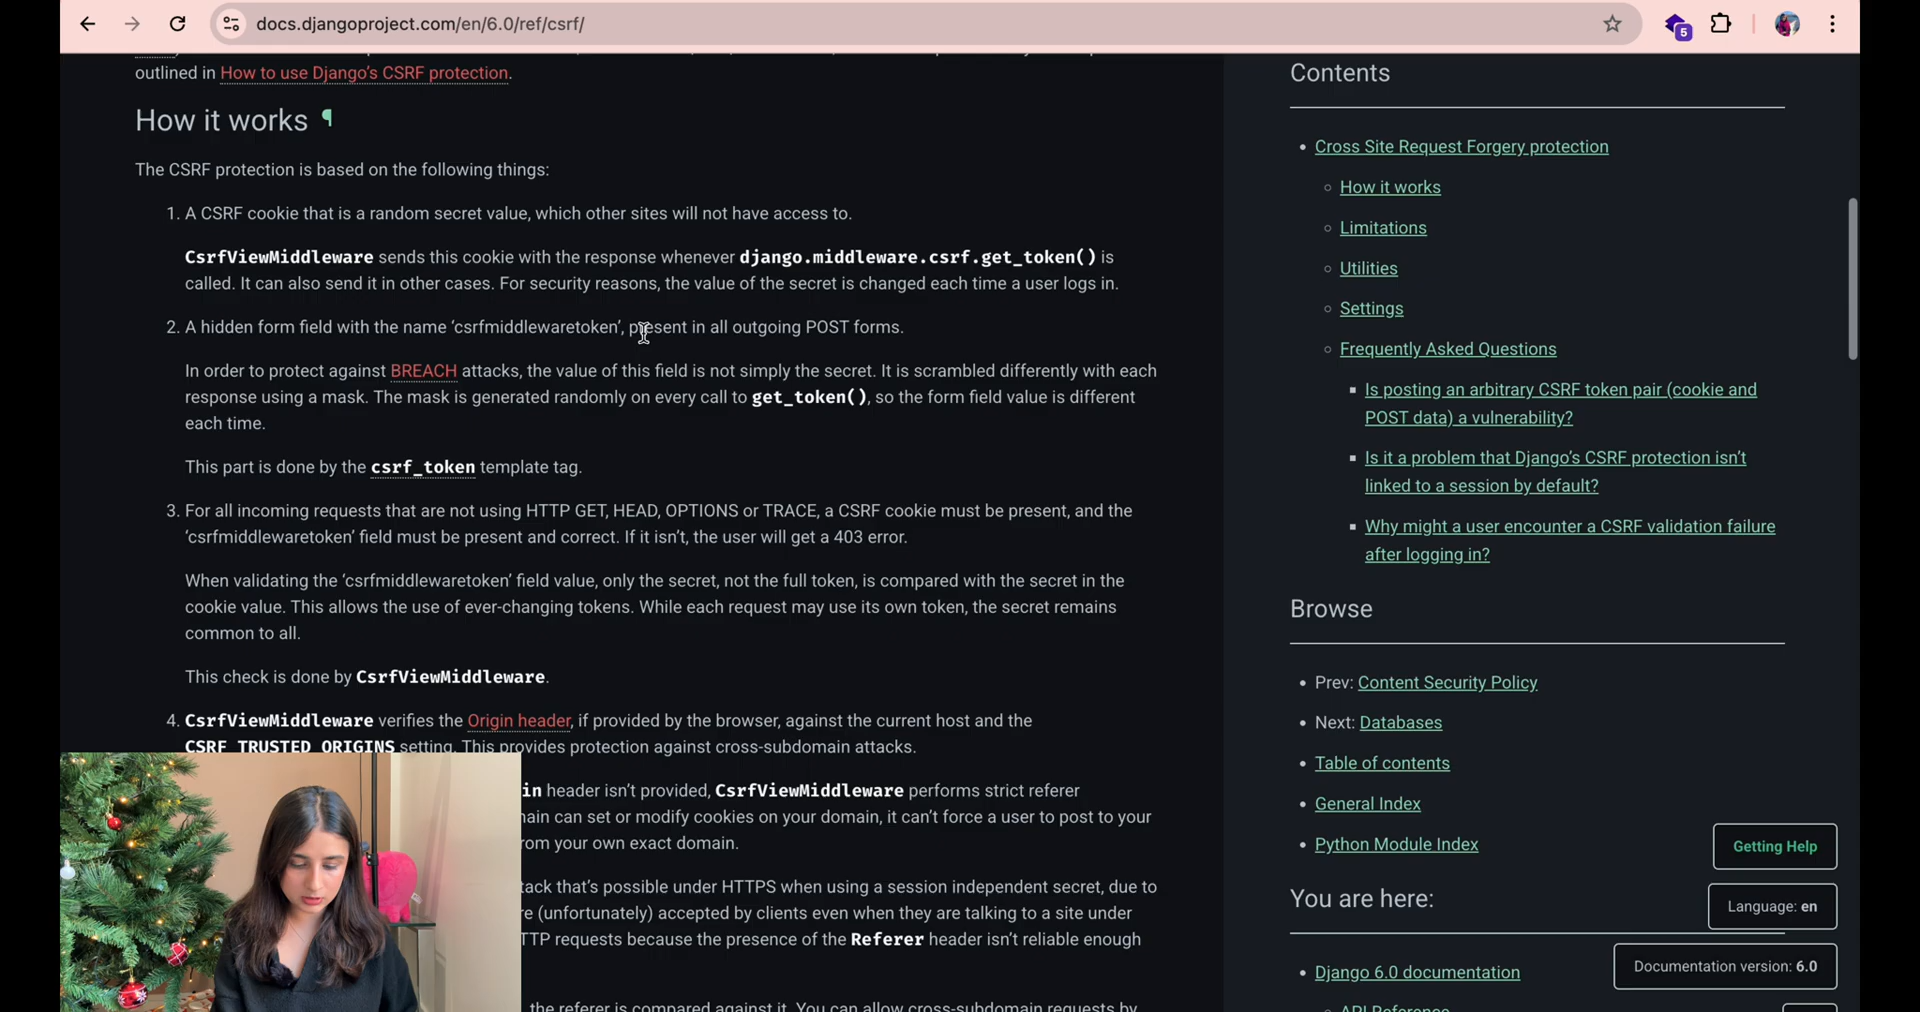 docs.djangoproject.com/en/6.0/ref/csrf/
5
outlined in How to use Django's CSRF protection.
How it works ¶
The CSRF protection is based on the following things:
1. A CSRF cookie that is a random secret value, which other sites will not have access to.
CsrfViewMiddleware sends this cookie with the response whenever django.middleware.csrf.get_token() is
called. It can also send it in other cases. For security reasons, the value of the secret is changed each time a user logs in.
2. A hidden form field with the name ‘csrfmiddlewaretoken’, present in all outgoing POST forms.
In order to protect against BREACH attacks, the value of this field is not simply the secret. It is scrambled differently with each
response using a mask. The mask is generated randomly on every call to get_token(), so the form field value is different
each time.
This part is done by the csrf_token template tag.
3. For all incoming requests that are not using HTTP GET, HEAD, OPTIONS or TRACE, a CSRF cookie must be present, and the
‘csrfmiddlewaretoken’ field must be present and correct. If it isn’t, the user will get a 403 error.
When validating the ‘csrfmiddlewaretoken’ field value, only the secret, not the full token, is compared with the secret in the
cookie value. This allows the use of ever-changing tokens. While each request may use its own token, the secret remains
common to all.
This check is done by CsrfViewMiddleware.
4. CsrfViewMiddleware verifies the Origin header, if provided by the browser, against the current host and the
CSRF_TRUSTED_ORIGINS setting. This provides protection against cross-subdomain attacks.
in header isn’t provided, CsrfViewMiddleware performs strict referer
main can set or modify cookies on your domain, it can’t force a user to post to your
rom your own exact domain.
tack that’s possible under HTTPS when using a session independent secret, due to
re (unfortunately) accepted by clients even when they are talking to a site under
TTP requests because the presence of the Referer header isn’t reliable enough
the referer is compared against it. You can allow cross-subdomain requests by
Contents
• Cross Site Request Forgery protection
◦ How it works
◦ Limitations
◦ Utilities
◦ Settings
◦ Frequently Asked Questions
▪ Is posting an arbitrary CSRF token pair (cookie and
POST data) a vulnerability?
▪ Is it a problem that Django’s CSRF protection isn’t
linked to a session by default?
▪ Why might a user encounter a CSRF validation failure
after logging in?
Browse
• Prev: Content Security Policy
• Next: Databases
• Table of contents
• General Index
• Python Module Index
You are here:
• Django 6.0 documentation
◦ API Reference
Getting Help
Language: en
Documentation version: 6.0